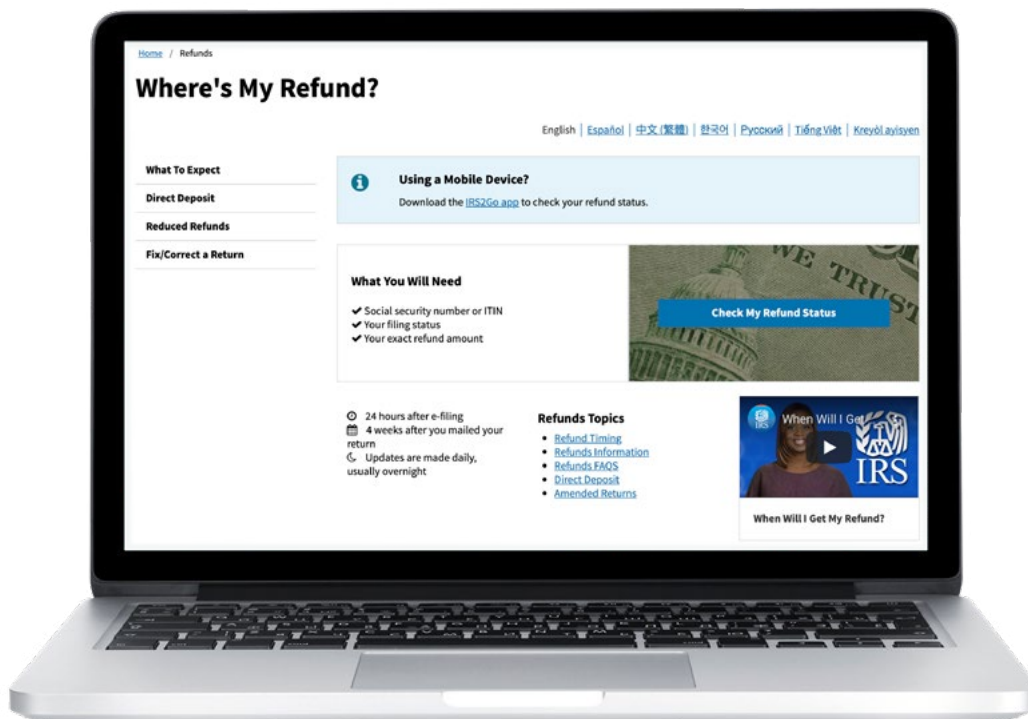 Home / Refunds
Where's My Refund?
English | Español | 中文 (繁體) | 한국어 | Русский | Tiếng Việt | Kreyòl ayisyen
What To Expect
Direct Deposit
Reduced Refunds
Fix/Correct a Return
Using a Mobile Device?
Download the IRS2Go app to check your refund status.
What You Will Need
Social security number or ITIN
Your filing status
Your exact refund amount
WE TRUST
Check My Refund Status
24 hours after e-filing
4 weeks after you mailed your
return
Updates are made daily,
usually overnight
Refunds Topics
Refund Timing
Refunds Information
Refunds FAQS
Direct Deposit
Amended Returns
IRS
When Will I Get
IRS
When Will I Get My Refund?